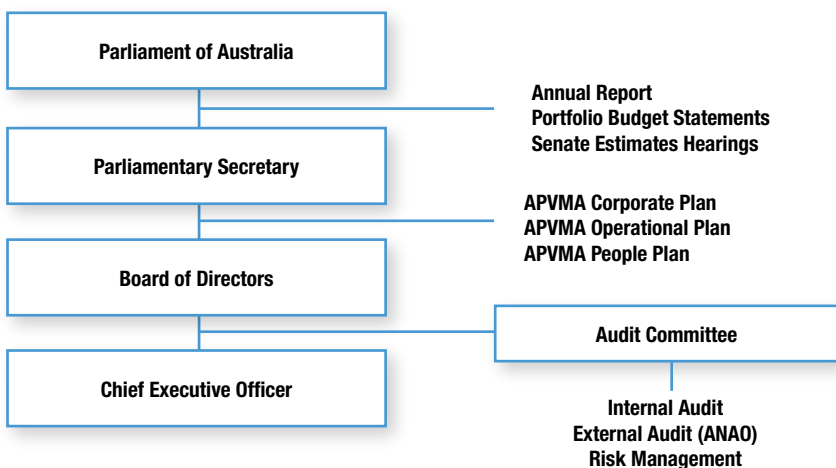 Parliament of Australia
Annual Report
Portfolio Budget Statements
Senate Estimates Hearings
Parliamentary Secretary
APVMA Corporate Plan
APVMA Operational Plan
APVMA People Plan
Board of Directors
Audit Committee
Chief Executive Officer
Internal Audit
External Audit (ANAO)
Risk Management